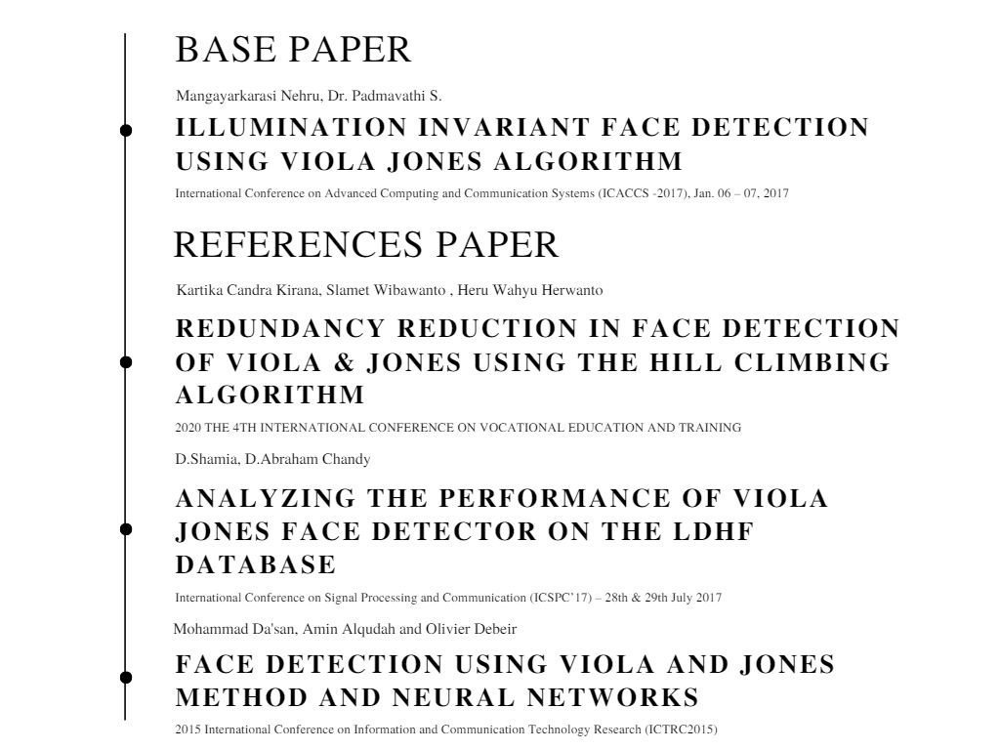 BASE PAPER
Mangayarkarasi Nehru, Dr. Padmavathi S.
ILLUMINATION INVARIANT FACE DETECTION
USING VIOLA JONES ALGORITHM
International Conference on Advanced Computing and Communication Systems (ICACCS -2017), Jan. 06 – 07, 2017
REFERENCES PAPER
Kartika Candra Kirana, Slamet Wibawanto , Heru Wahyu Herwanto
REDUNDANCY REDUCTION IN FACE DETECTION
OF VIOLA & JONES USING THE HILL CLIMBING
ALGORITHM
2020 THE 4TH INTERNATIONAL CONFERENCE ON VOCATIONAL EDUCATION AND TRAINING
D.Shamia, D.Abraham Chandy
ANALYZING THE PERFORMANCE OF VIOLA
JONES FACE DETECTOR ON THE LDHF
DATABASE
International Conference on Signal Processing and Communication (ICSPC’17) – 28th & 29th July 2017
Mohammad Da'san, Amin Alqudah and Olivier Debeir
FACE DETECTION USING VIOLA AND JONES
METHOD AND NEURAL NETWORKS
2015 International Conference on Information and Communication Technology Research (ICTRC2015)